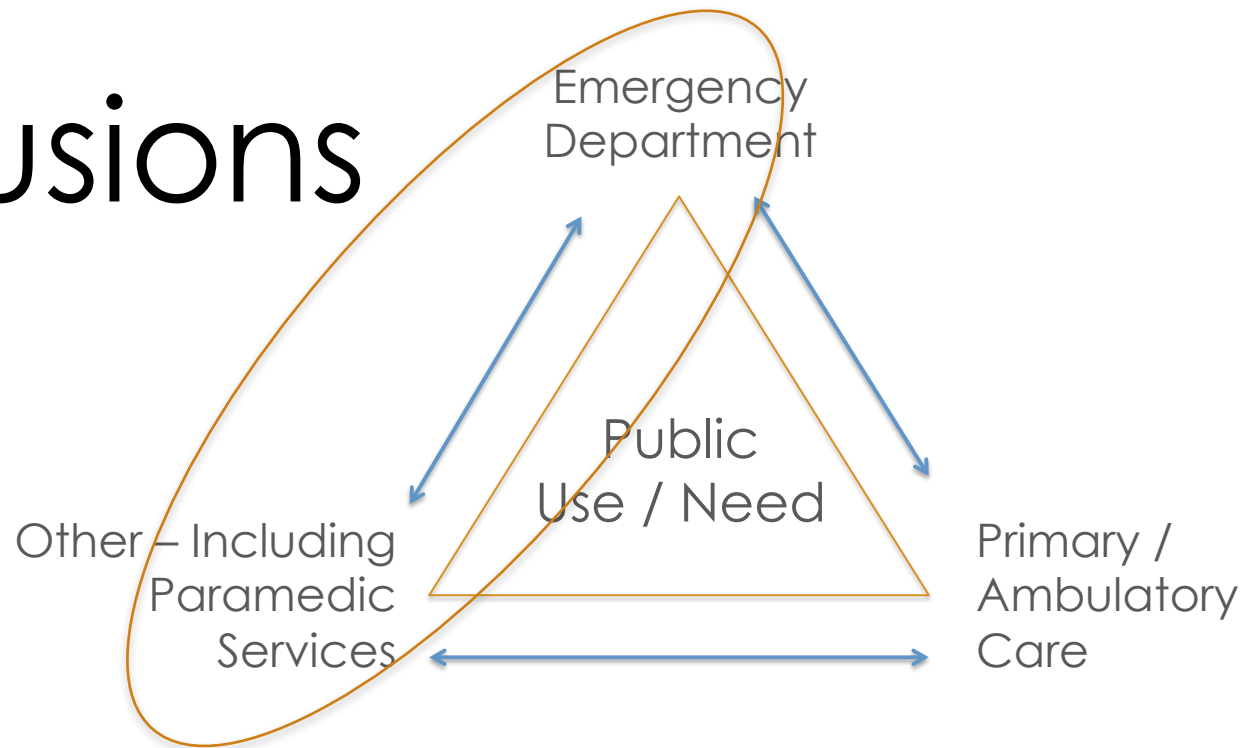 usions
Emergency
Department
Public
Use / Need
Other – Including
Paramedic
Services
Primary /
Ambulatory
Care